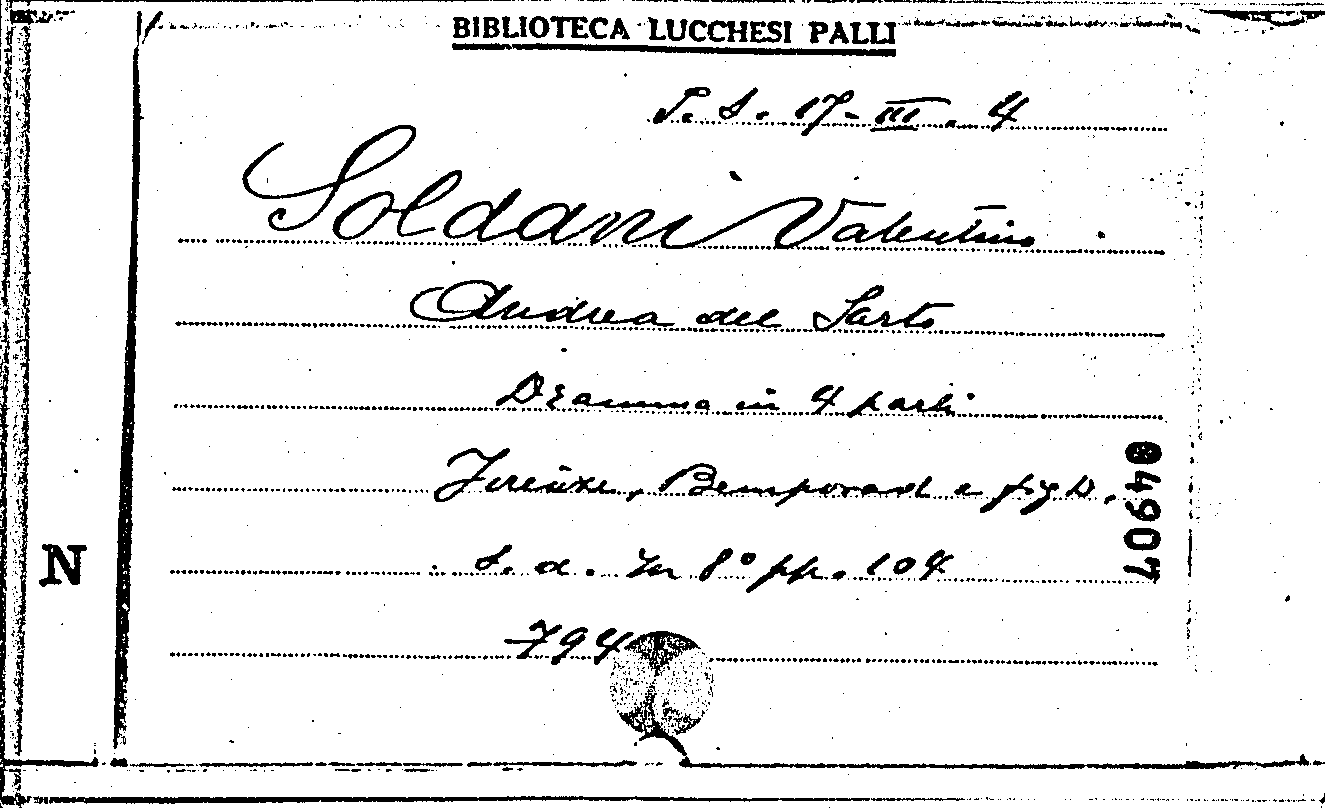 BIBLIOTECA LUCCHESI PALLI
T. S. 17-III. 4
Soldani Valentino
Andrea del Sarto
Dramma in 4 parti
Firenze, Bemporad e figli.
s. d. In 8° pp. 104
794
04907
N